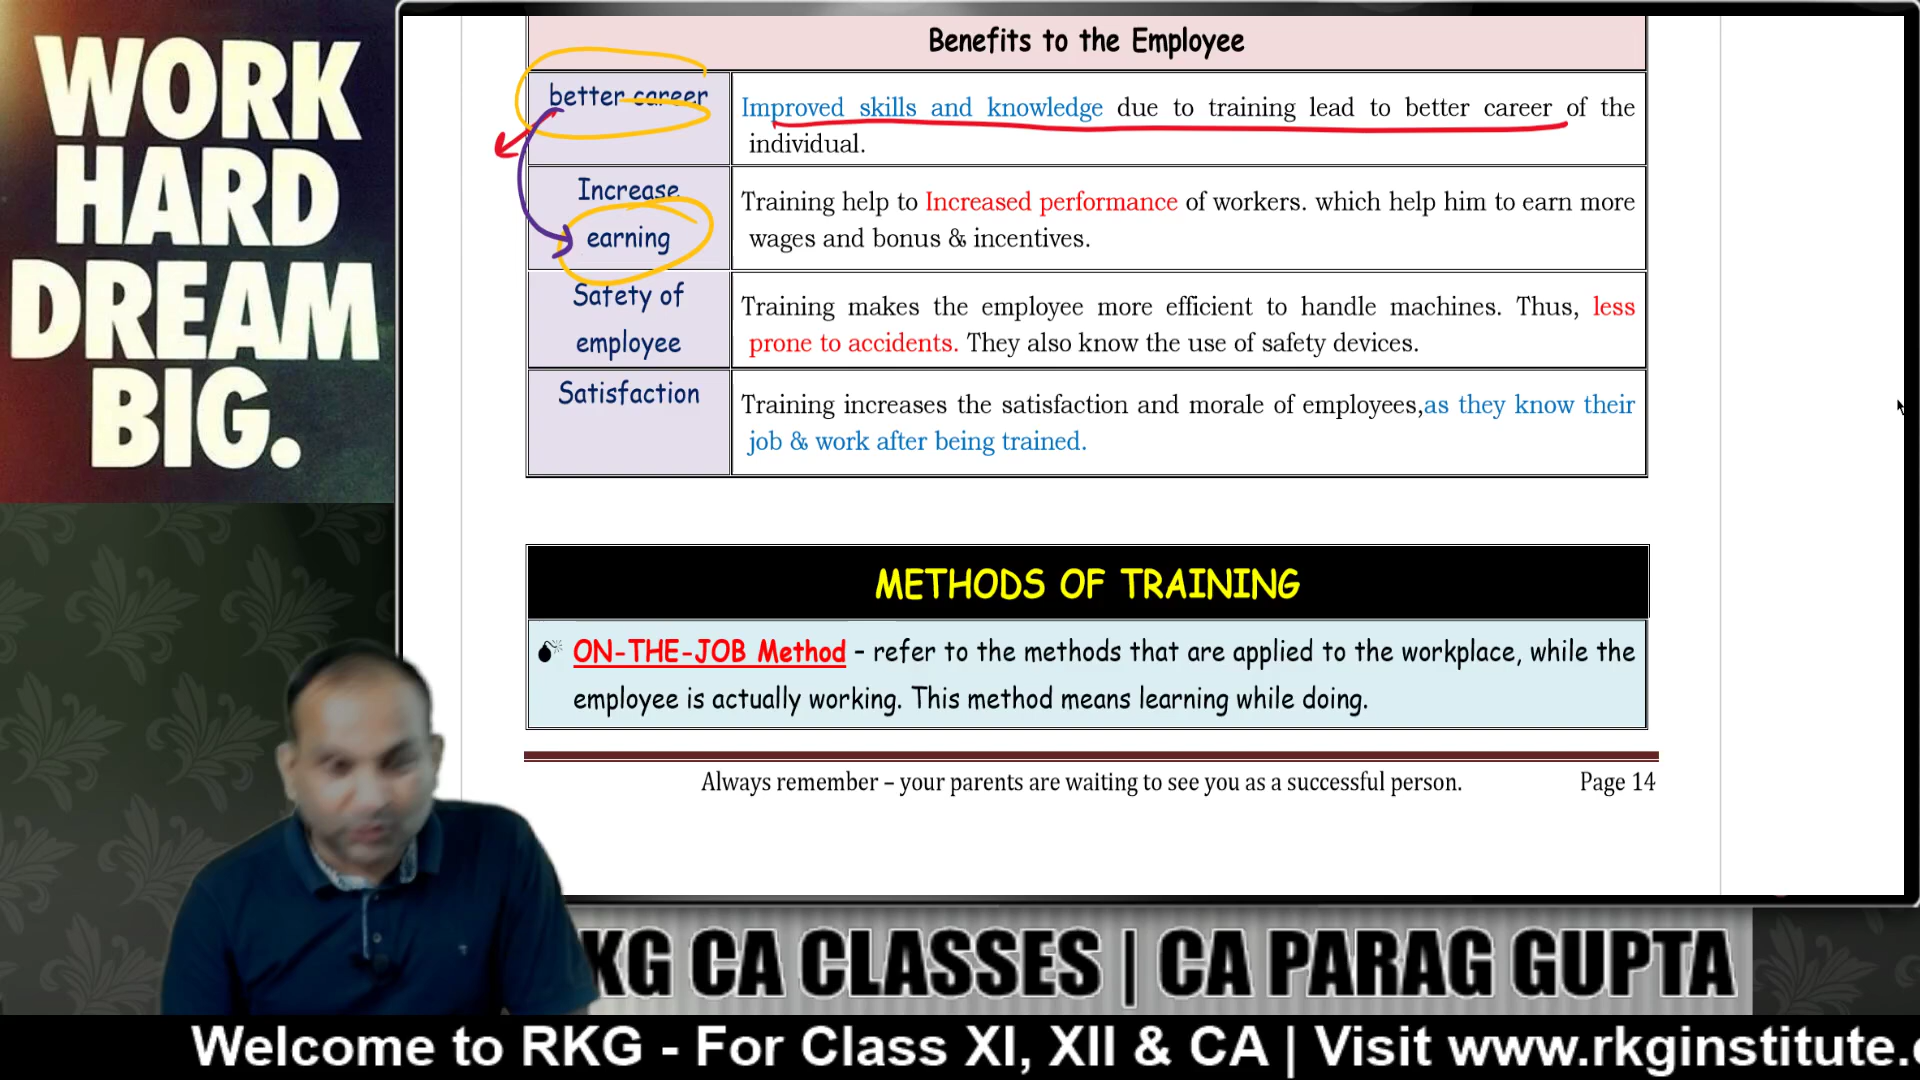 WORK
HARD
DREAM
BIG.
Benefits to the Employee
better career
Improved skills and knowledge due to training lead to better career of the
individual.
Increase
earning
Training help to Increased performance of workers. which help him to earn more
wages and bonus & incentives.
Safety of
employee
Training makes the employee more efficient to handle machines. Thus, less
prone to accidents. They also know the use of safety devices.
Satisfaction
Training increases the satisfaction and morale of employees,as they know their
job & work after being trained.
METHODS OF TRAINING
ON-THE-JOB Method - refer to the methods that are applied to the workplace, while the
employee is actually working. This method means learning while doing.
Always remember – your parents are waiting to see you as a successful person. Page 14
KG CA CLASSES | CA PARAG GUPTA
Welcome to RKG - For Class XI, XII & CA | Visit www.rkginstitute.